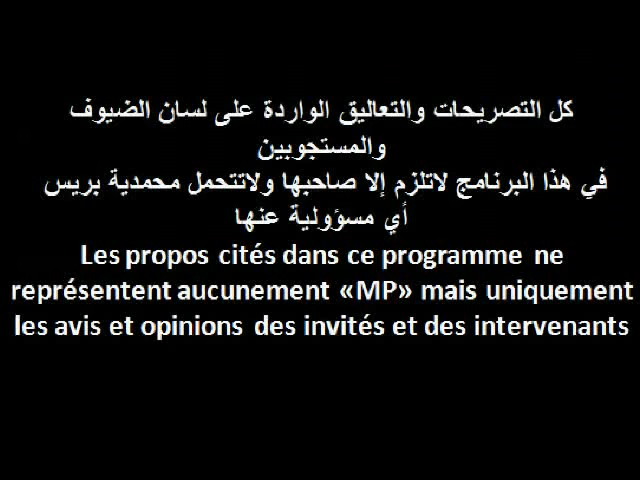 كل التصريحات والتعاليق الواردة على لسان الضيوف
والمستجوبين
في هذا البرنامج لاتلزم إلا صاحبها ولاتتحمل محمدية بريس
أي مسؤولية عنها
Les propos cités dans ce programme ne
représentent aucunement «MP» mais uniquement
les avis et opinions des invités et des intervenants